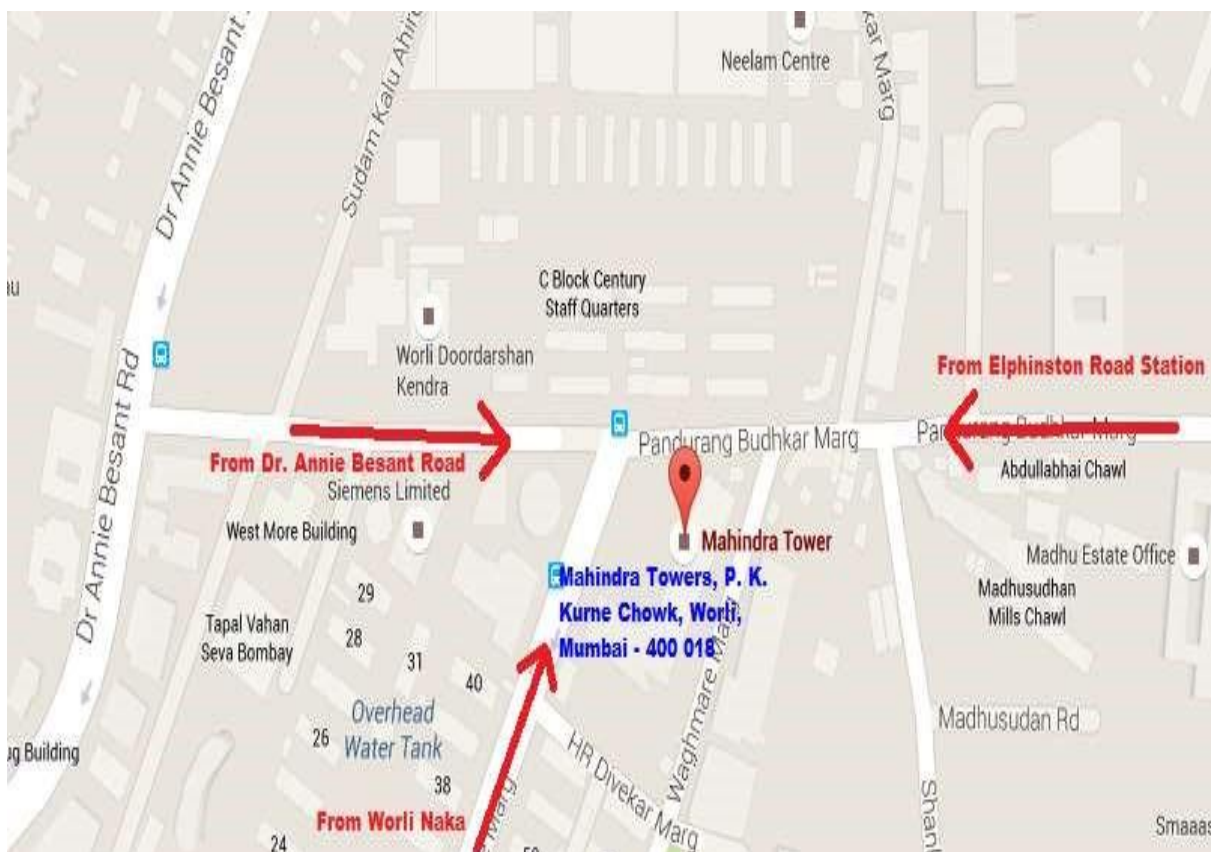 Dr Annie Besant
Sudam Kalu Ahire
Neelam Centre
kar Marg
C Block Century
Staff Quarters
Worli Doordarshan
Kendra
From Elphinston Road Station
Pandurang Budhkar Marg
Pandurang Budhkar Marg
Abdullabhai Chawl
From Dr. Annie Besant Road
Siemens Limited
West More Building
Dr Annie Besant Rd
Mahindra Tower
Mahindra Towers, P. K.
Kurne Chowk, Worli,
Mumbai - 400 018
Madhu Estate Office
Madhusudhan
Mills Chawl
29
28
31
40
Tapal Vahan
Seva Bombay
Overhead
Water Tank
26
38
24
Waghmare Marg
HR Divekar Marg
Madhusudan Rd
ug Building
From Worli Naka
Marg
Shanl
Smaaas